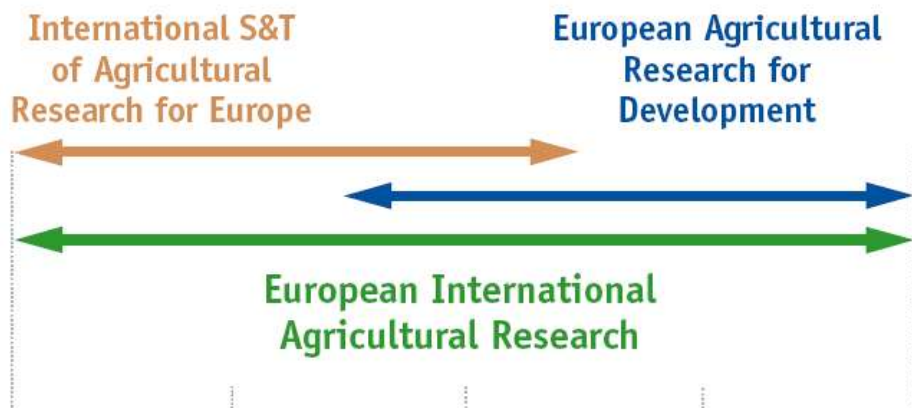 International S&T
of Agricultural
Research for Europe
European Agricultural
Research for
Development
European International
Agricultural Research